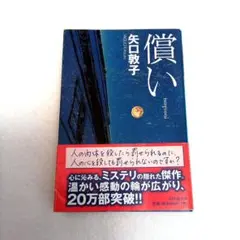 償い
矢口敦子
人の肉体を殺したら罰せられるのに、
人の心を殺しても罰せられないのですか？
心に沁みる、ミステリの隠れた傑作。
温かい感動の輪が広がり、
20万部突破!!